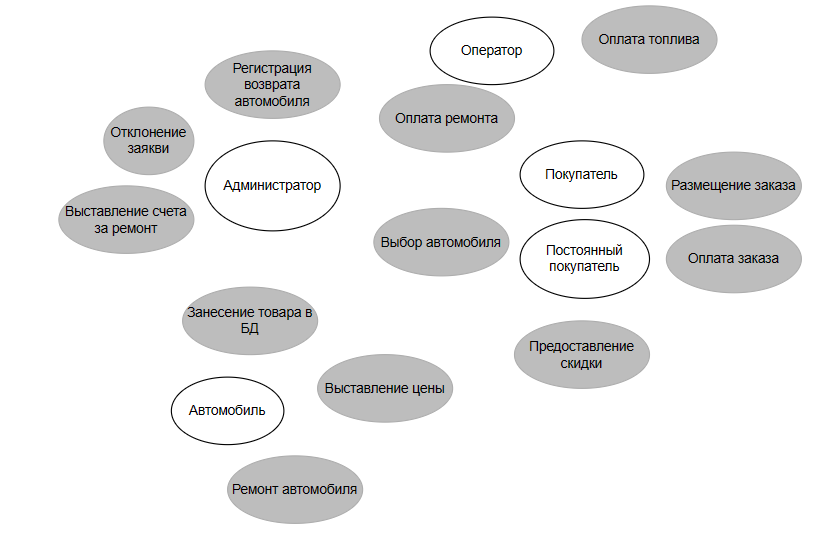 Оператор
Оплата топлива
Регистрация
возврата
автомобиля
Оплата ремонта
Отклонение
заякви
Администратор
Покупатель
Размещение заказа
Выставление счета
за ремонт
Выбор автомобиля
Постоянный
покупатель
Оплата заказа
Занесение товара в
БД
Предоставление
скидки
Выставление цены
Автомобиль
Ремонт автомобиля